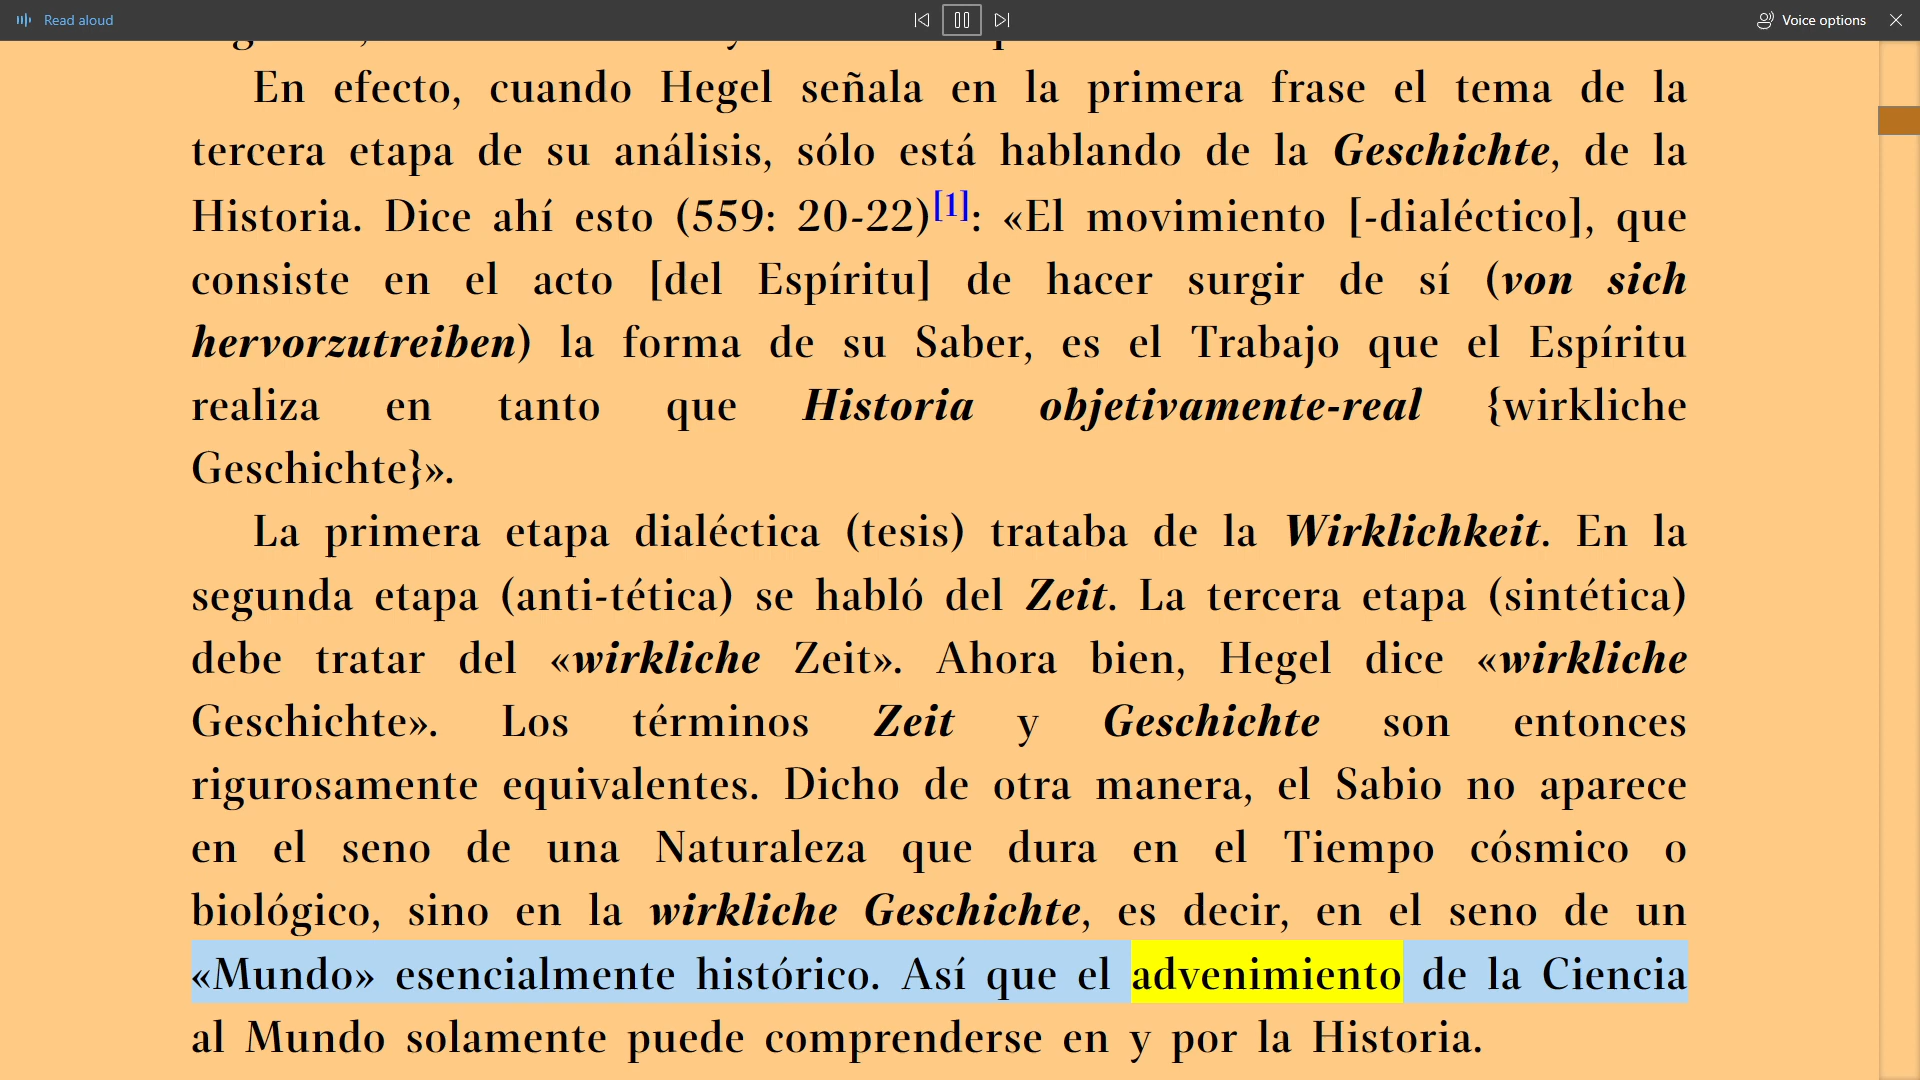 Read aloud
Voice options
En efecto, cuando Hegel señala en la primera frase el tema de la
tercera etapa de su análisis, sólo está hablando de la Geschichte, de la
Historia. Dice ahí esto (559: 20-22)[1]: «El movimiento [-dialéctico], que
consiste en el acto [del Espíritu] de hacer surgir de sí (von sich
hervorzutreiben) la forma de su Saber, es el Trabajo que el Espíritu
realiza en tanto que Historia objetivamente-real {wirkliche
Geschichte}».
La primera etapa dialéctica (tesis) trataba de la Wirklichkeit. En la
segunda etapa (anti-tética) se habló del Zeit. La tercera etapa (sintética)
debe tratar del «wirkliche Zeit». Ahora bien, Hegel dice «wirkliche
Geschichte». Los términos Zeit y Geschichte son entonces
rigurosamente equivalentes. Dicho de otra manera, el Sabio no aparece
en el seno de una Naturaleza que dura en el Tiempo cósmico o
biológico, sino en la wirkliche Geschichte, es decir, en el seno de un
«Mundo» esencialmente histórico. Así que el advenimiento de la Ciencia
al Mundo solamente puede comprenderse en y por la Historia.